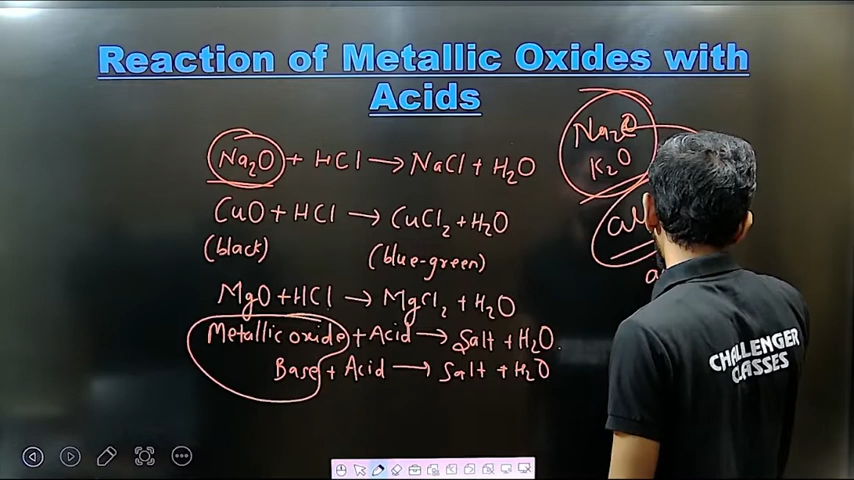 Reaction of Metallic Oxides with
Acids
Na₂O + HCl → NaCl + H₂O
CuO + HCl → CuCl₂ + H₂O
(black) (blue-green)
MgO + HCl → MgCl₂ + H₂O
Metallic oxide + Acid → Salt + H₂O.
Base + Acid → Salt + H₂O
Na₂O
K₂O
CHALLENGER
CLASSES